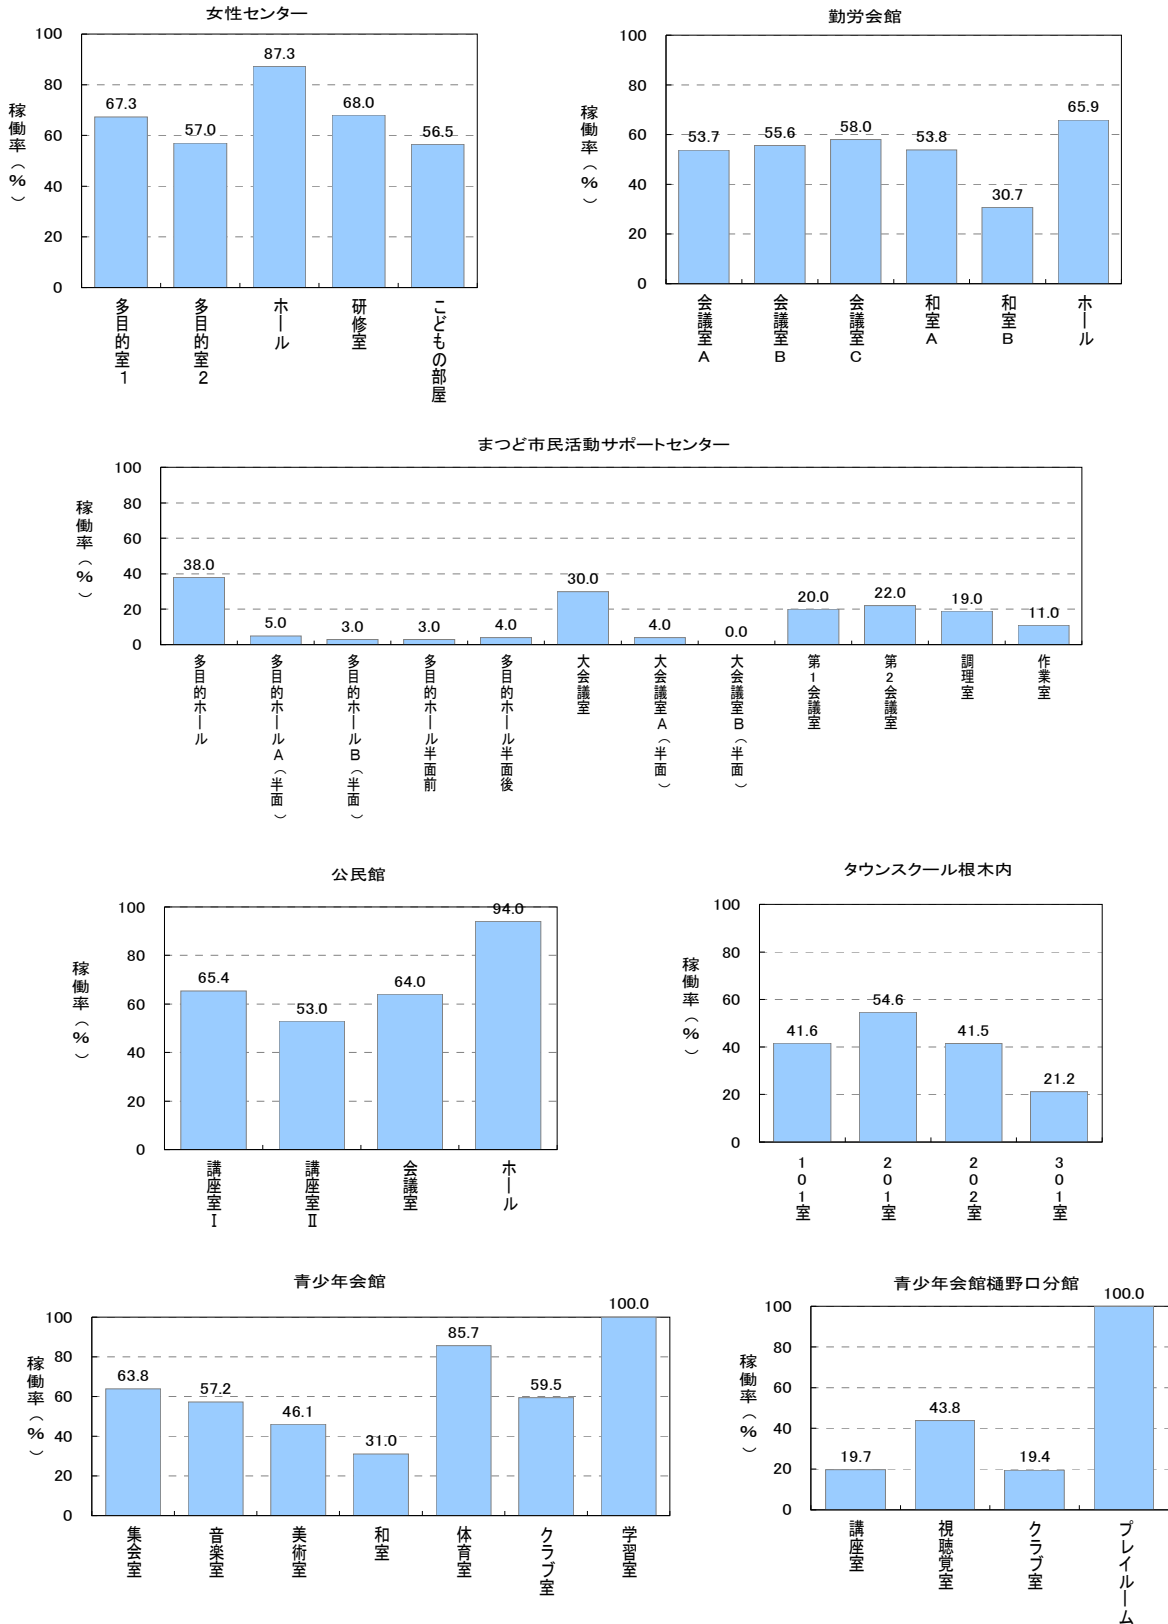 女性センター
稼働率（％）
100
80
60
40
20
0
67.3
57.0
87.3
68.0
56.5
多目的室1
多目的室2
ホール
研修室
こどもの部屋
勤労会館
稼働率（％）
100
80
60
40
20
0
53.7
55.6
58.0
53.8
30.7
65.9
会議室A
会議室B
会議室C
和室A
和室B
ホール
まつど市民活動サポートセンター
稼働率（％）
100
80
60
40
20
0
38.0
5.0
3.0
3.0
4.0
30.0
4.0
0.0
20.0
22.0
19.0
11.0
多目的ホール
多目的ホールA（半面）
多目的ホールB（半面）
多目的ホール半面前
多目的ホール半面後
大会議室
大会議室A（半面）
大会議室B（半面）
第1会議室
第2会議室
調理室
作業室
公民館
稼働率（％）
100
80
60
40
20
0
65.4
53.0
64.0
94.0
講座室Ⅰ
講座室Ⅱ
会議室
ホール
タウンスクール根木内
稼働率（％）
100
80
60
40
20
0
41.6
54.6
41.5
21.2
101室
201室
202室
301室
青少年会館
稼働率（％）
100
80
60
40
20
0
63.8
57.2
46.1
31.0
85.7
59.5
100.0
集会室
音楽室
美術室
和室
体育室
クラブ室
学習室
青少年会館樋野口分館
稼働率（％）
100
80
60
40
20
0
19.7
43.8
19.4
100.0
講座室
視聴覚室
クラブ室
プレイルーム